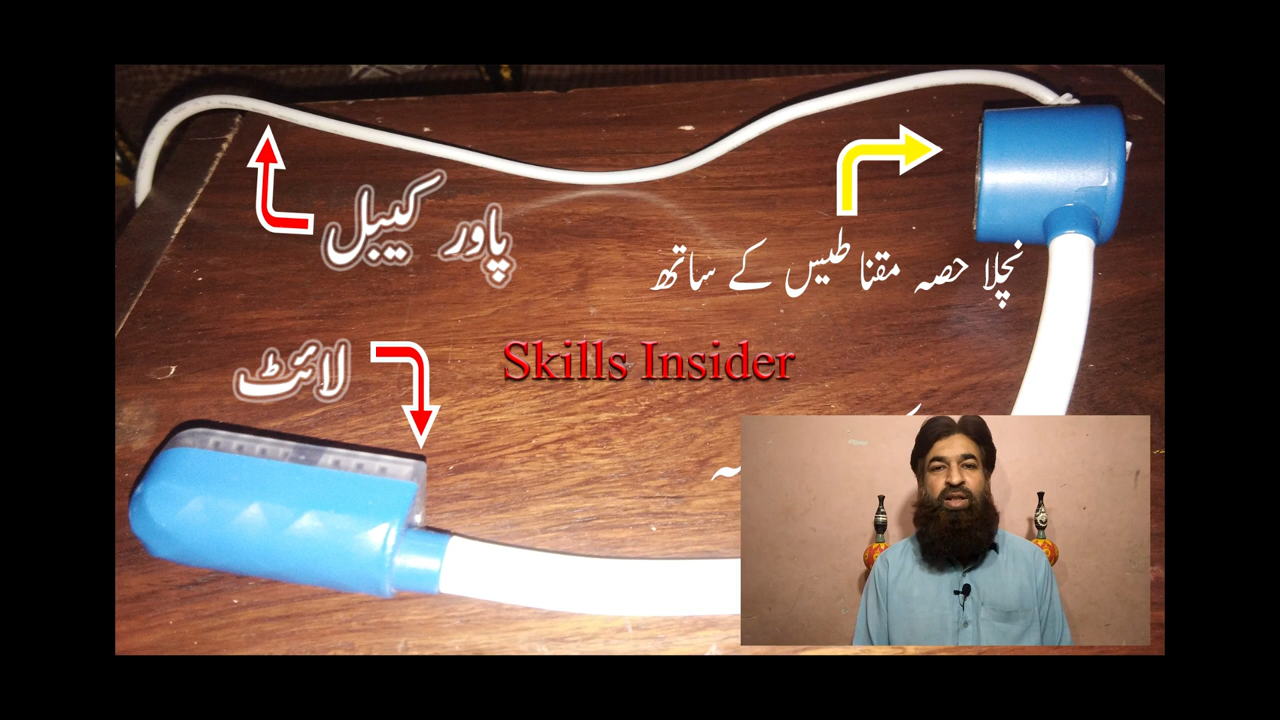 پاور کیبل
نچلا حصہ مقناطیس کے ساتھ
لائٹ
Skills Insider